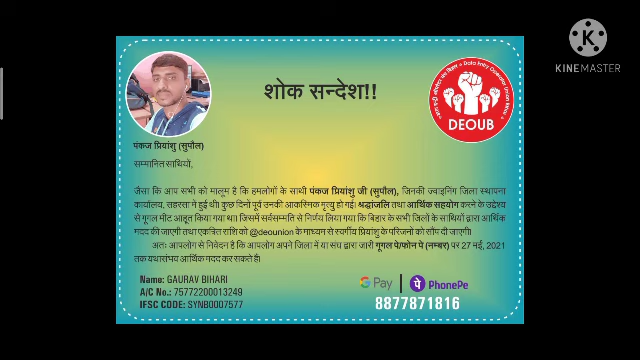 KINEMASTER
शोक सन्देश!!
DEOUB
पंकज प्रियांशु (सुपौल)
सम्मानित साथियों,
जैसा कि आप सभी को मालूम है कि हमलोगों के साथी पंकज प्रियांशु जी (सुपौल), जिनकी ज्वाइनिंग जिला स्थापना
कार्यालय, सहरसा में हुई थी। कुछ दिनों पूर्व उनकी आकस्मिक मृत्यु हो गई। श्रद्धांजलि तथा आर्थिक सहयोग करने के उद्देश्य
से गूगल मीट आहूत किया गया था। जिसमें सर्वसम्मति से निर्णय लिया गया कि बिहार के सभी जिलों के साथियों द्वारा आर्थिक
मदद की जाएगी तथा एकत्रित राशि को @deounion के माध्यम से स्वर्गीय प्रियांशु के परिजनों को सौंप दी जाएगी।
अतः आपलोग से निवेदन है कि आपलोग अपने जिला में या संघ द्वारा जारी गूगल पे/फोन पे (नम्बर) पर 27 मई, 2021
तक यथासंभव आर्थिक मदद कर सकते हैं।
Name: GAURAV BIHARI
A/C No.: 75772200013249
IFSC CODE: SYNB0007577
G Pay | पे PhonePe
8877871816